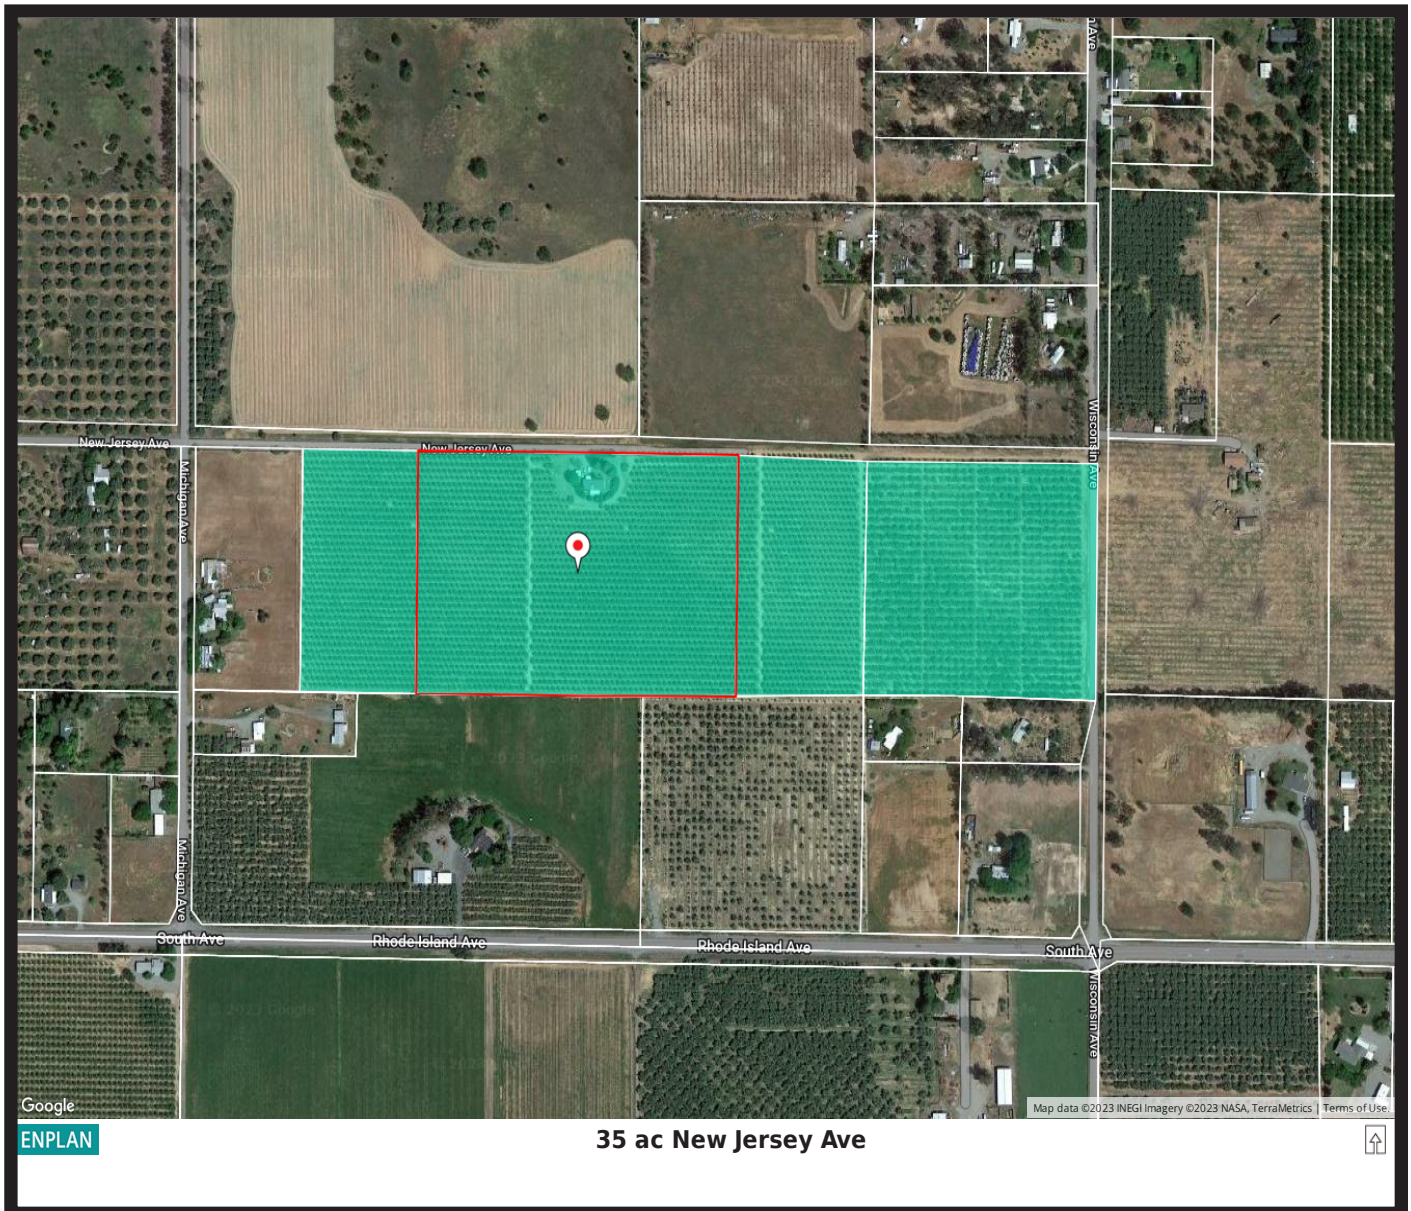 n Ave
New Jersey Ave
New Jersey Ave
Michigan Ave
Wisconsin Ave
Michigan Ave
South Ave
Rhode Island Ave
Rhode Island Ave
South Ave
Wisconsin Ave
Google
Map data ©2023 INEGI Imagery ©2023 NASA, TerraMetrics | Terms of Use
ENPLAN
35 ac New Jersey Ave